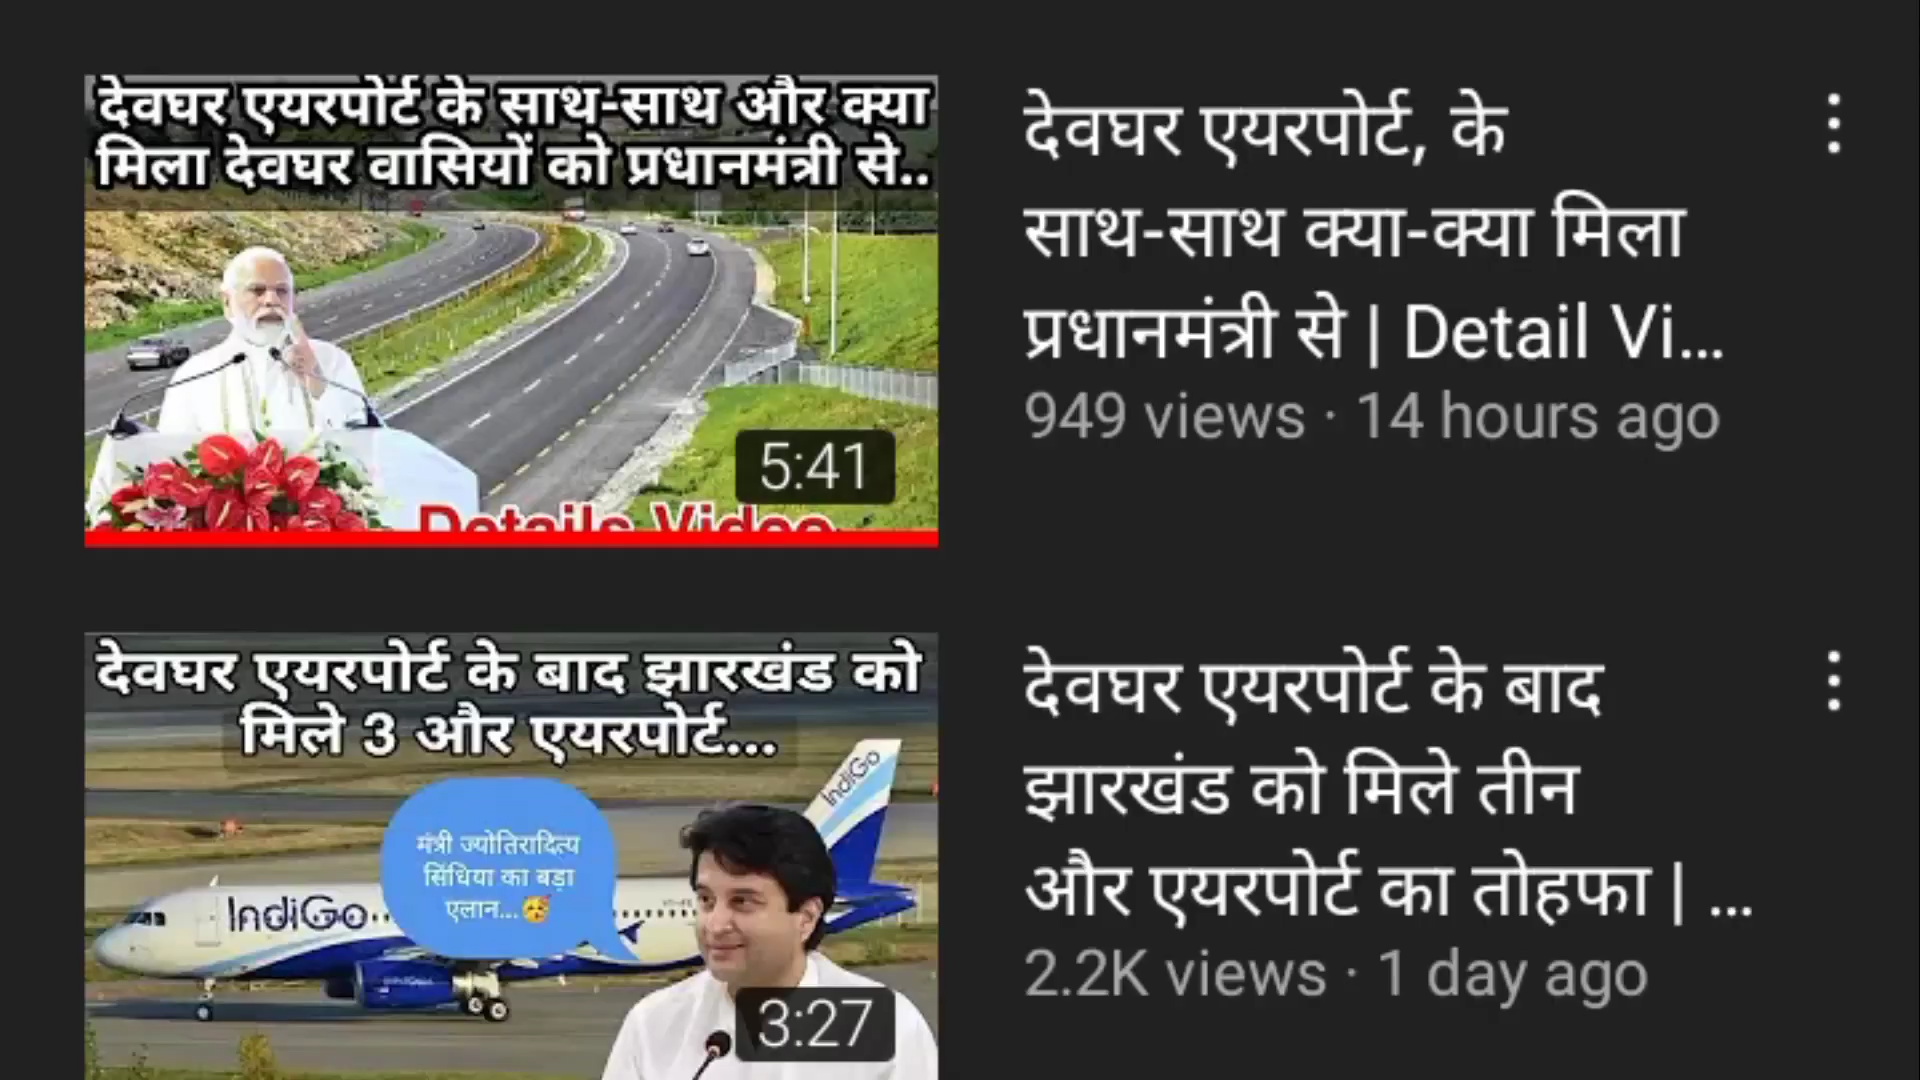 देवघर एयरपोर्ट के साथ-साथ और क्या
मिला देवघर वासियों को प्रधानमंत्री से..
5:41
Details Video
देवघर एयरपोर्ट, के
साथ-साथ क्या-क्या मिला
प्रधानमंत्री से | Detail Vi...
949 views · 14 hours ago
देवघर एयरपोर्ट के बाद झारखंड को
मिले 3 और एयरपोर्ट...
IndiGo
मंत्री ज्योतिरादित्य
सिंधिया का बड़ा
एलान...🥳
IndiGo
3:27
देवघर एयरपोर्ट के बाद
झारखंड को मिले तीन
और एयरपोर्ट का तोहफा | ...
2.2K views · 1 day ago